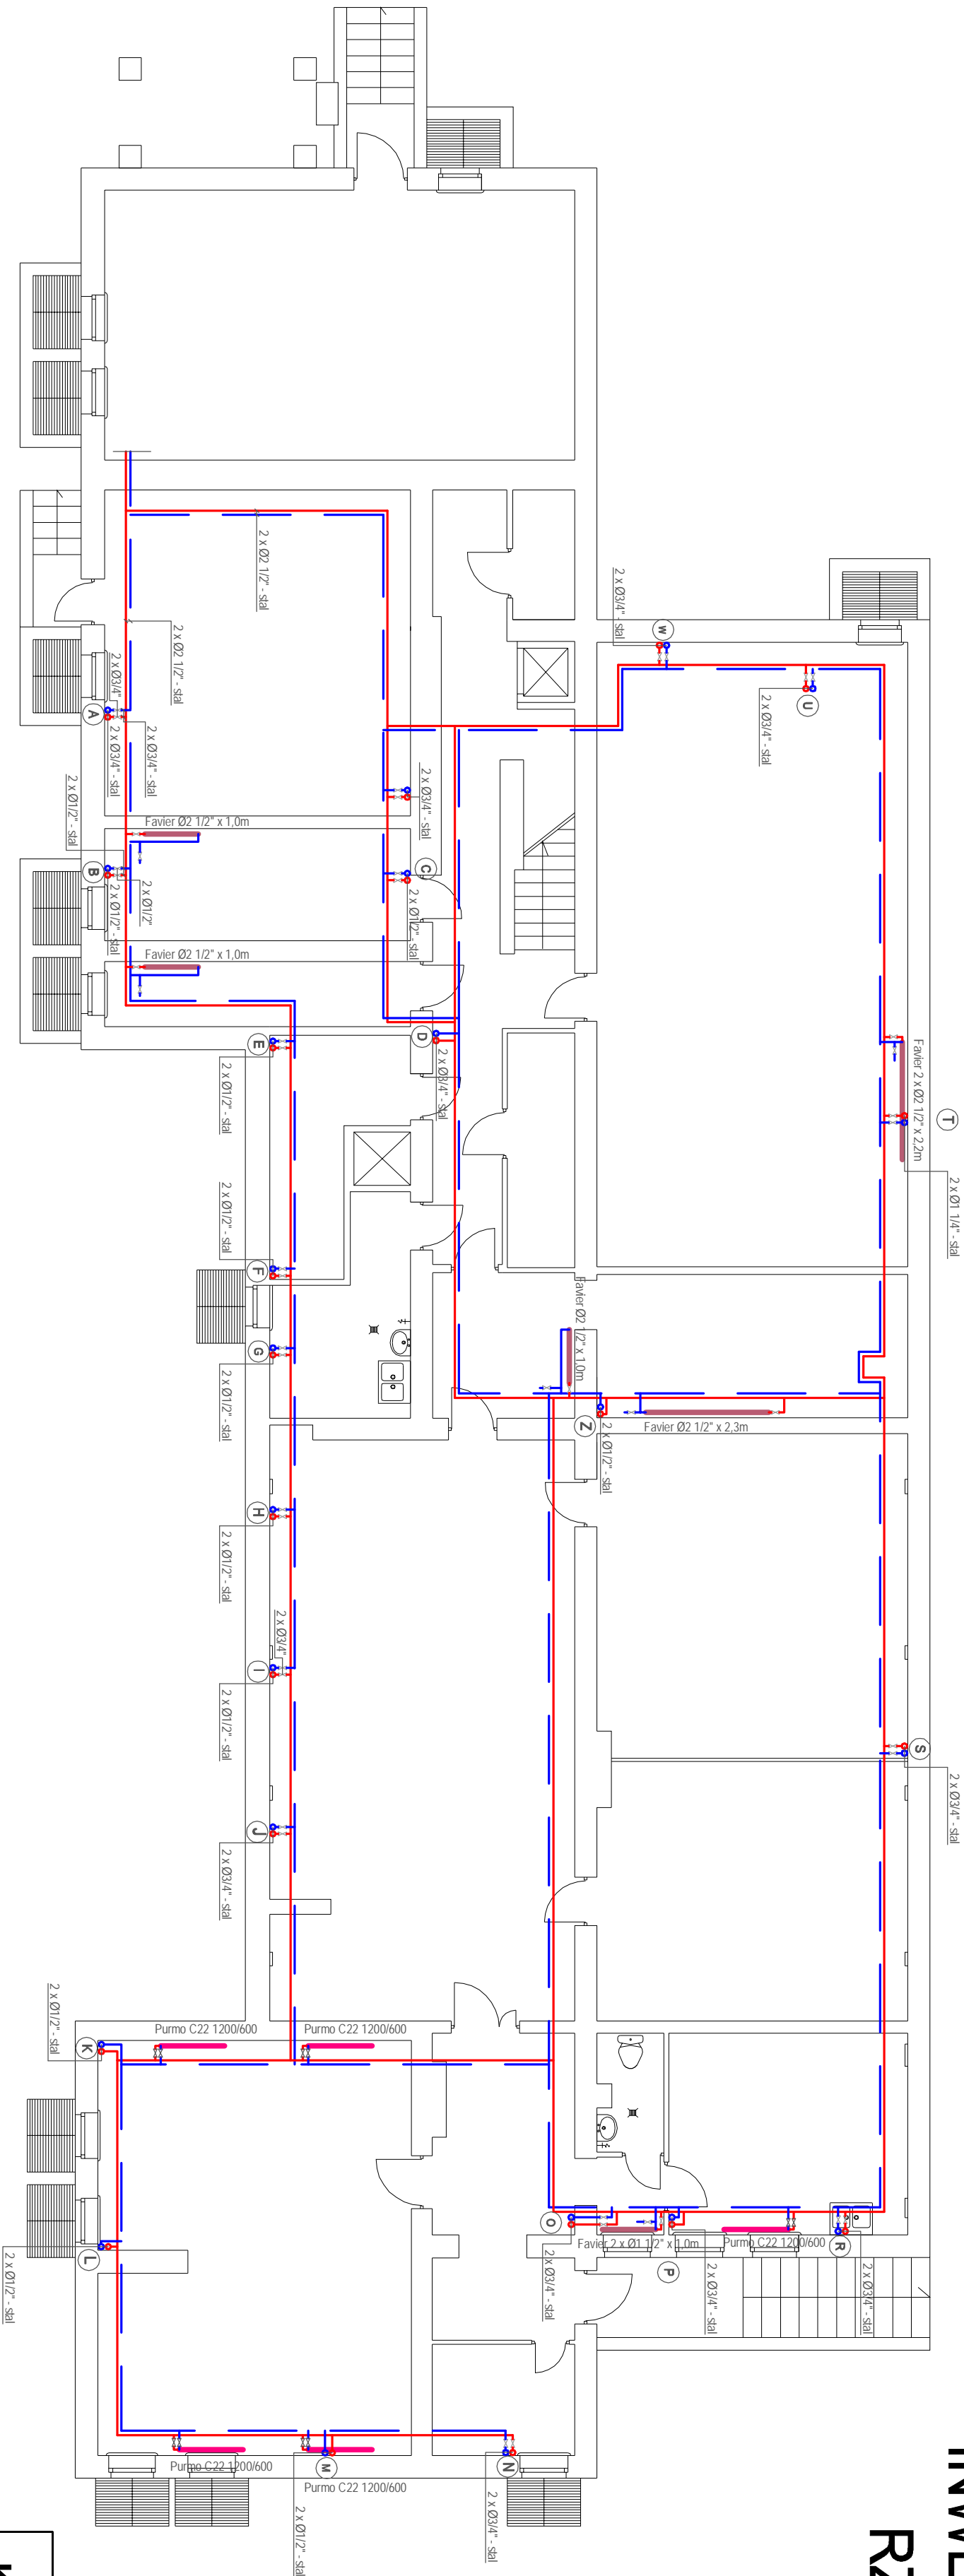 INWE
RZ
2 x Ø3/4" - stal
W
U
2 x Ø3/4" - stal
T
Favier 2 x Ø2 1/2" x 2,2m
2 x Ø1 1/4" - stal
2 x Ø2 1/2" - stal
2 x Ø2 1/2" - stal
2 x Ø3/4"
A
2 x Ø3/4" - stal
2 x Ø3/4" - stal
2 x Ø3/4" - stal
Favier Ø2 1/2" x 1,0m
2 x Ø1/2" - stal
B
2 x Ø1/2"
2 x Ø1/2" - stal
C
2 x Ø1/2" - stal
Favier Ø2 1/2" x 1,0m
D
2 x Ø3/4" - stal
E
2 x Ø1/2" - stal
2 x Ø1/2" - stal
F
G
2 x Ø1/2" - stal
Favier Ø2 1/2" x 1,0m
Z
2 x Ø1/2" - stal
Favier Ø2 1/2" x 2,3m
H
2 x Ø1/2" - stal
2 x Ø3/4"
I
2 x Ø1/2" - stal
S
2 x Ø3/4" - stal
J
2 x Ø3/4" - stal
2 x Ø1/2" - stal
K
Purmo C22 1200/600
Purmo C22 1200/600
L
2 x Ø1/2" - stal
O
2 x Ø3/4" - stal
Favier 2 x Ø1 1/2" x 1,0m
P
2 x Ø3/4" - stal
Purmo C22 1200/600
R
2 x Ø3/4" - stal
Purmo C22 1200/600
M
Purmo C22 1200/600
2 x Ø1/2" - stal
N
2 x Ø3/4" - stal